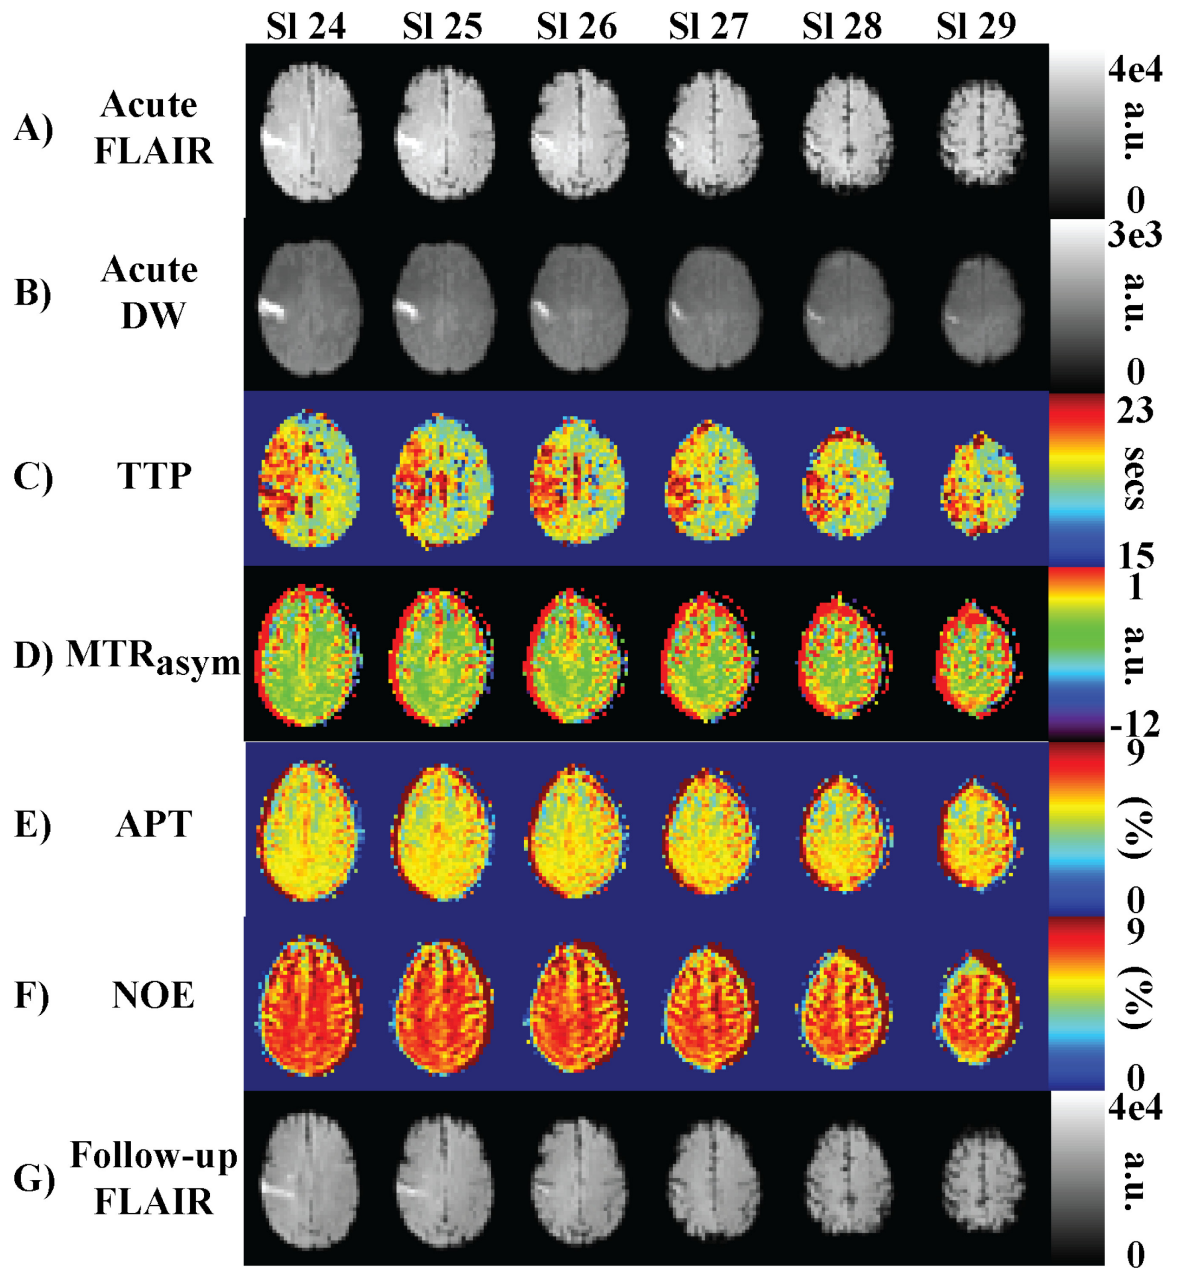 Sl 24 Sl 25 Sl 26 Sl 27 Sl 28 Sl 29
A) Acute FLAIR
4e4
a.u.
0
B) Acute DW
3e3
a.u.
0
C) TTP
23
secs
15
D) MTRasym
1
a.u.
-12
E) APT
9
(%)
0
F) NOE
9
(%)
0
G) Follow-up FLAIR
4e4
a.u.
0